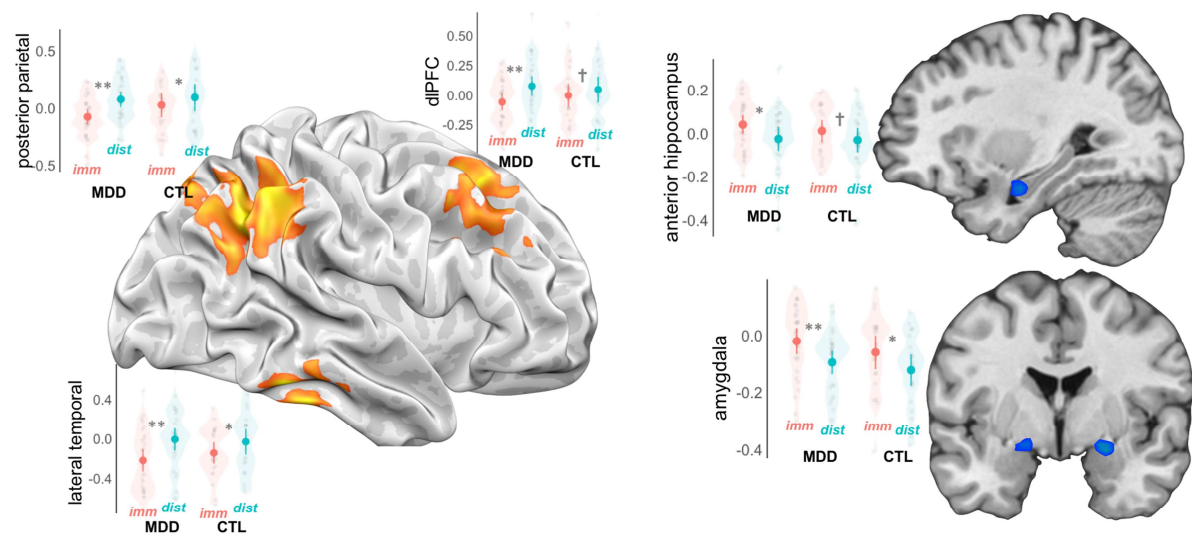 posterior parietal
0.5
0.0
-0.5
**
*
imm
dist
imm
dist
MDD
CTL
dlPFC
0.50
0.25
0.00
-0.25
**
†
imm
dist
imm
dist
MDD
CTL
lateral temporal
0.4
0.0
-0.4
**
*
imm
dist
imm
dist
MDD
CTL
anterior hippocampus
0.2
0.0
-0.2
-0.4
*
†
imm
dist
imm
dist
MDD
CTL
amygdala
0.0
-0.2
-0.4
**
*
imm
dist
imm
dist
MDD
CTL